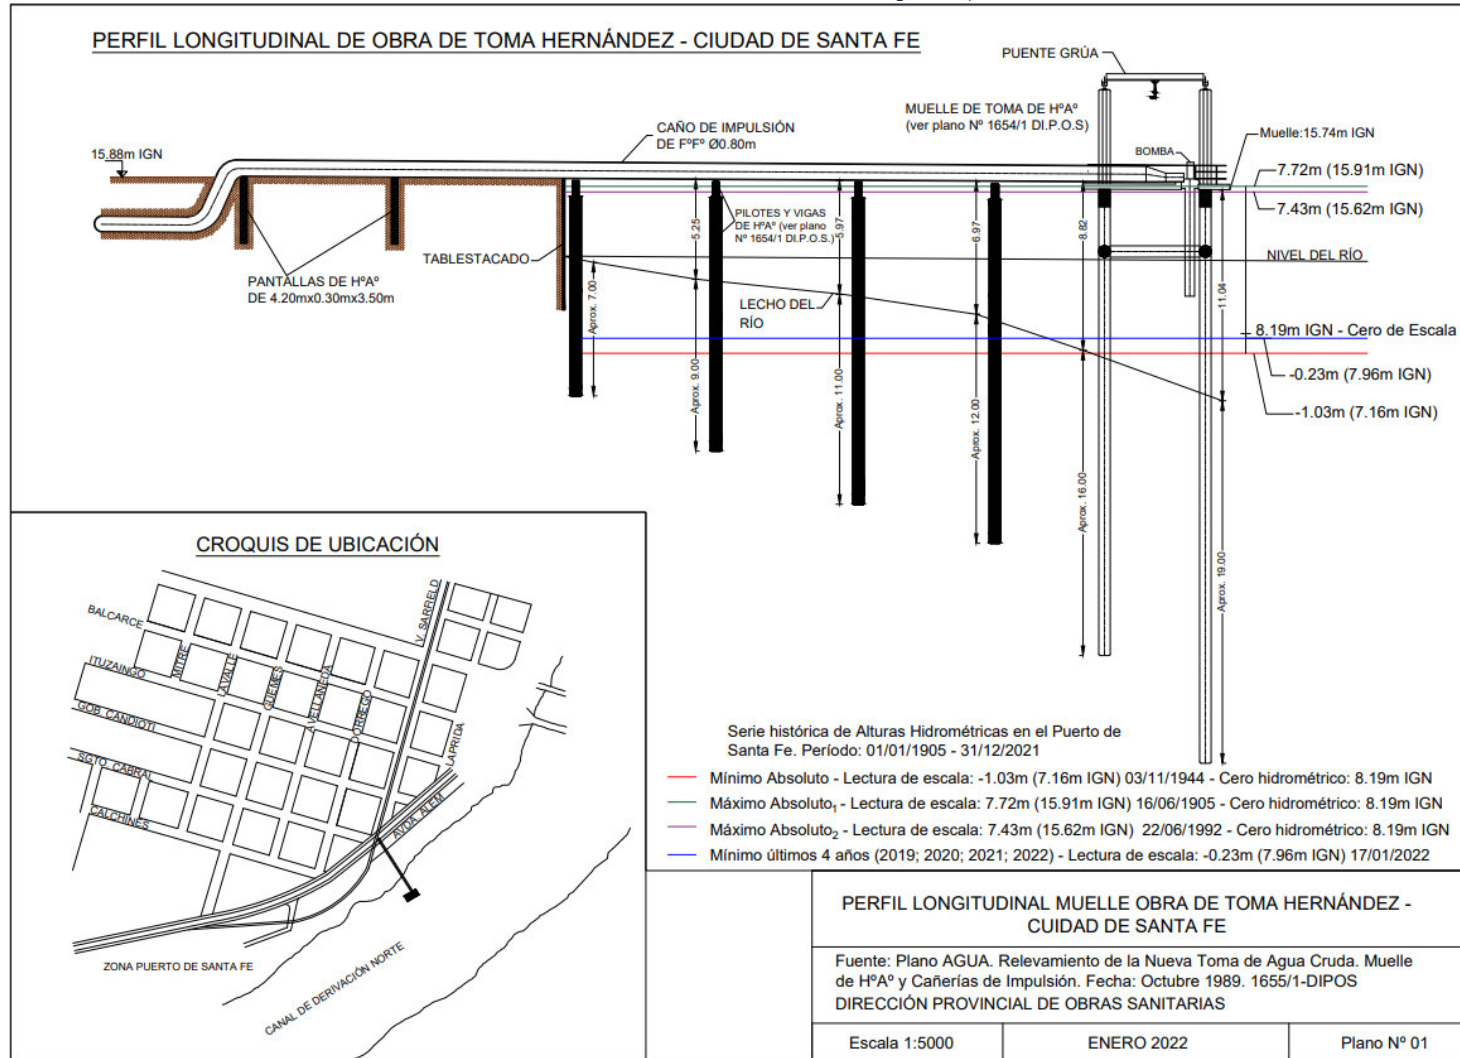 PERFIL LONGITUDINAL DE OBRA DE TOMA HERNÁNDEZ - CIUDAD DE SANTA FE
PUENTE GRÚA
MUELLE DE TOMA DE HºAº
(ver plano Nº 1654/1 DI.P.O.S)
CAÑO DE IMPULSIÓN
DE FºFº Ø0.80m
15.88m IGN
BOMBA
Muelle:15.74m IGN
7.72m (15.91m IGN)
7.43m (15.62m IGN)
PILOTES Y VIGAS
DE HºAº (ver plano
Nº 1654/1 DI.P.O.S.)
5.25
5.97
6.97
8.82
11.04
TABLESTACADO
NIVEL DEL RÍO
PANTALLAS DE HºAº
DE 4.20mx0.30mx3.50m
LECHO DEL
RÍO
8.19m IGN - Cero de Escala
-0.23m (7.96m IGN)
-1.03m (7.16m IGN)
Aprox. 7.00
Aprox. 9.00
Aprox. 11.00
Aprox. 12.00
Aprox. 16.00
Aprox. 19.00
CROQUIS DE UBICACIÓN
BALCARCE
ITUZAINGO
GOB. CANDIOTI
SGTO. CABRAL
CALCHINES
MITRE
LAVALLE
GUEMES
AVELLANEDA
DORREGO
V. SARFIELD
LAPRIDA
AVDA. ALEM
ZONA PUERTO DE SANTA FE
CANAL DE DERIVACIÓN NORTE
Serie histórica de Alturas Hidrométricas en el Puerto de
Santa Fe. Período: 01/01/1905 - 31/12/2021
Mínimo Absoluto - Lectura de escala: -1.03m (7.16m IGN) 03/11/1944 - Cero hidrométrico: 8.19m IGN
Máximo Absoluto₁ - Lectura de escala: 7.72m (15.91m IGN) 16/06/1905 - Cero hidrométrico: 8.19m IGN
Máximo Absoluto₂ - Lectura de escala: 7.43m (15.62m IGN) 22/06/1992 - Cero hidrométrico: 8.19m IGN
Mínimo últimos 4 años (2019; 2020; 2021; 2022) - Lectura de escala: -0.23m (7.96m IGN) 17/01/2022
PERFIL LONGITUDINAL MUELLE OBRA DE TOMA HERNÁNDEZ -
CUIDAD DE SANTA FE
Fuente: Plano AGUA. Relevamiento de la Nueva Toma de Agua Cruda. Muelle
de HºAº y Cañerías de Impulsión. Fecha: Octubre 1989. 1655/1-DIPOS
DIRECCIÓN PROVINCIAL DE OBRAS SANITARIAS
Escala 1:5000
ENERO 2022
Plano Nº 01